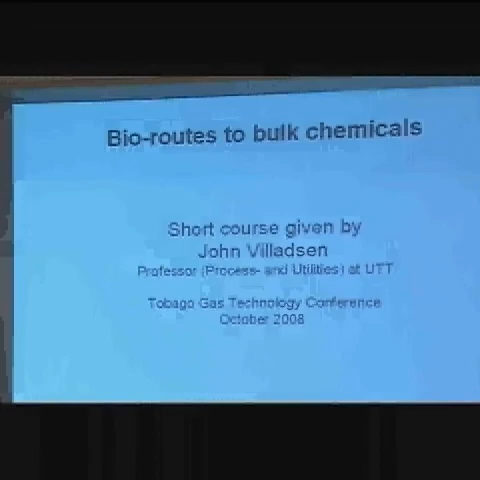 Bio-routes to bulk chemicals
Short course given by
John Villadsen
Professor (Process- and Utilities) at UTT
Tobago Gas Technology Conference
October 2008